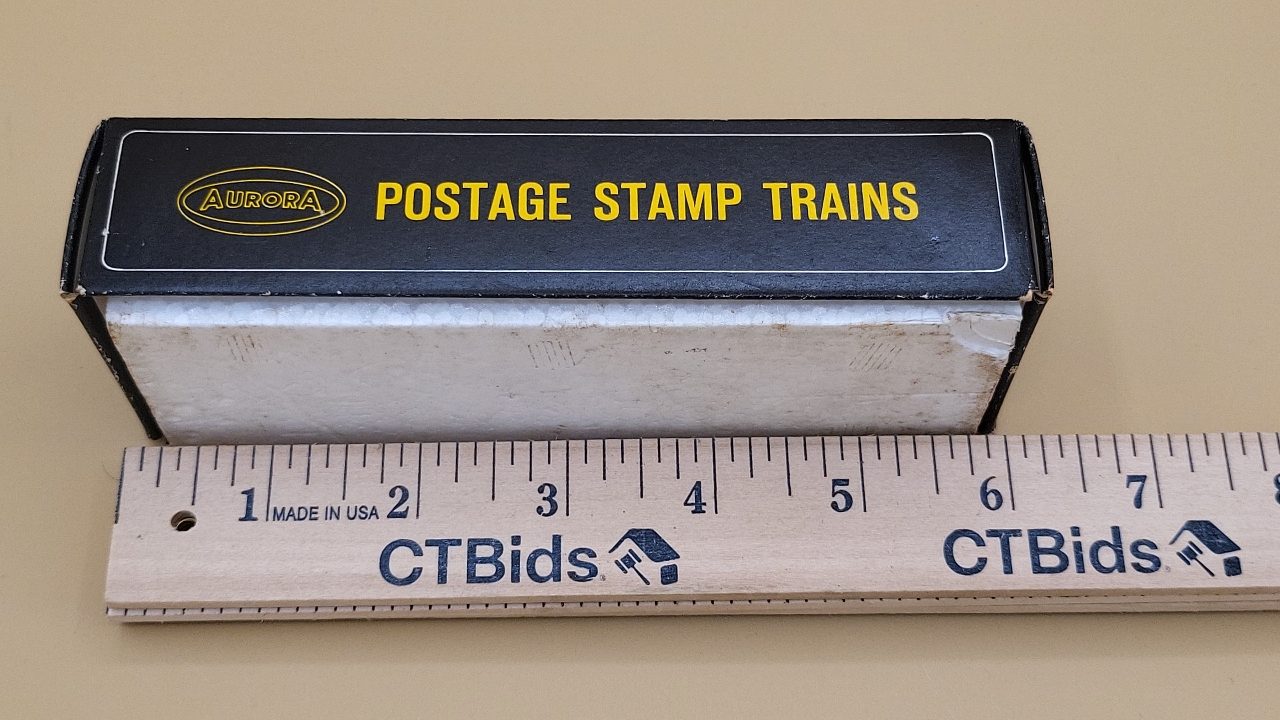 AURORA POSTAGE STAMP TRAINS
1 2 3 4 5 6 7 8
MADE IN USA
CTBids CTBids